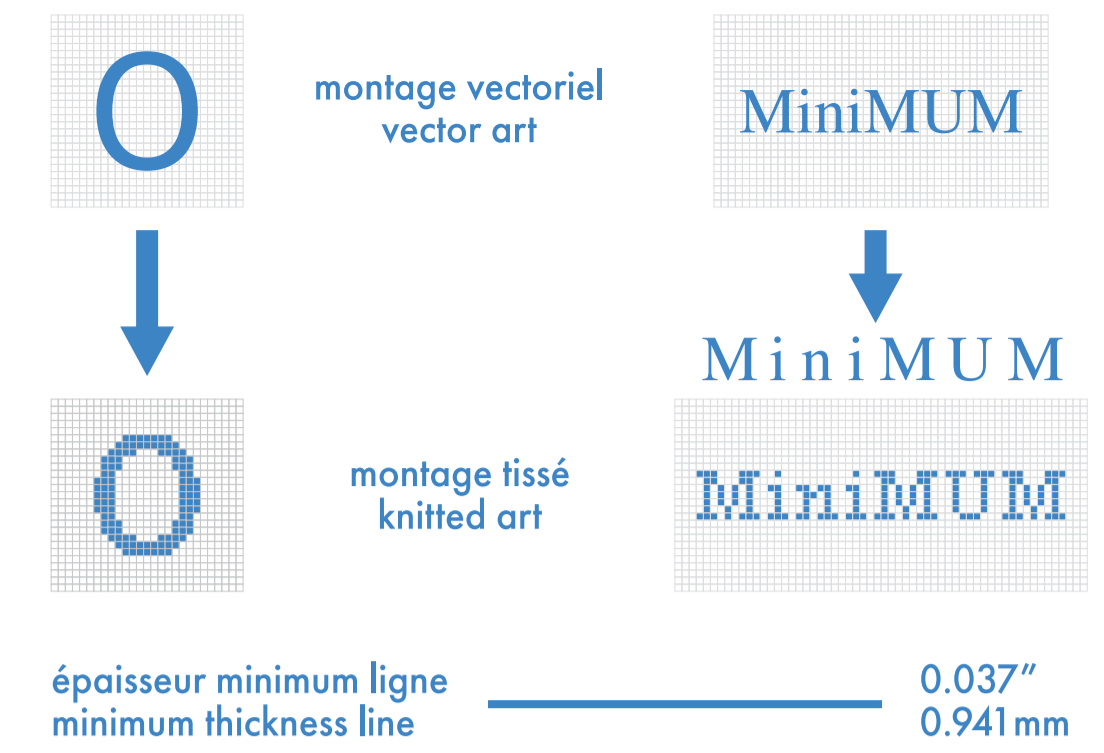 O
montage vectoriel
vector art
MiniMUM
MiniMUM
O
montage tissé
knitted art
MiniMUM
épaisseur minimum ligne
minimum thickness line
0.037″
0.941mm